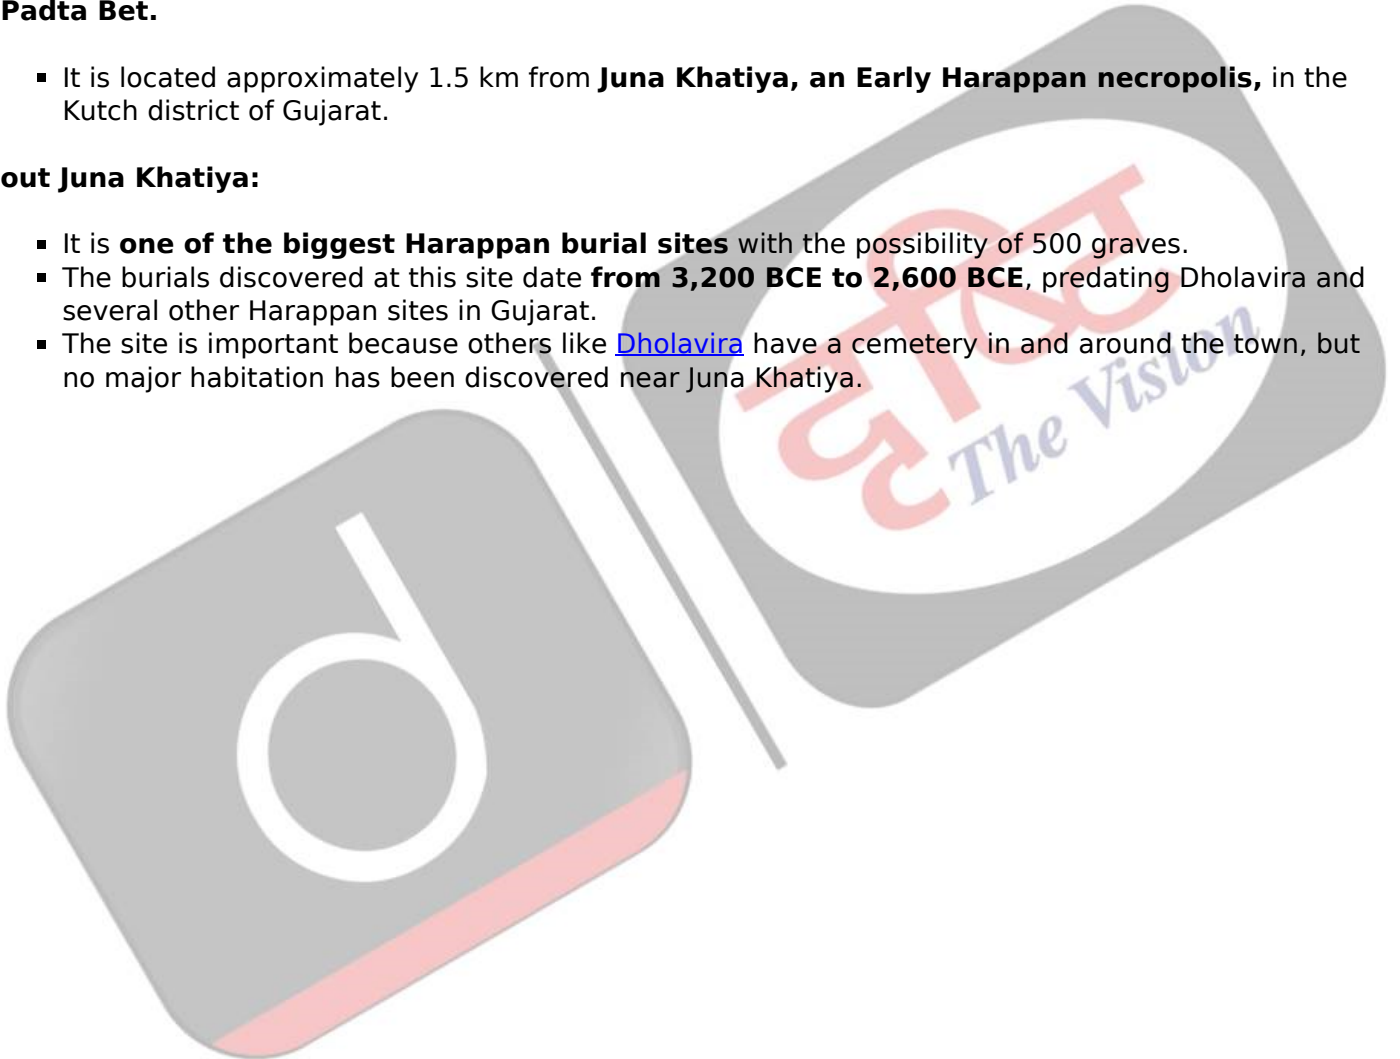 Padta Bet.
▪ It is located approximately 1.5 km from Juna Khatiya, an Early Harappan necropolis, in the
Kutch district of Gujarat.
out Juna Khatiya:
▪ It is one of the biggest Harappan burial sites with the possibility of 500 graves.
▪ The burials discovered at this site date from 3,200 BCE to 2,600 BCE, predating Dholavira and
several other Harappan sites in Gujarat.
▪ The site is important because others like Dholavira have a cemetery in and around the town, but
no major habitation has been discovered near Juna Khatiya.
दृष्टि
The Vision
d